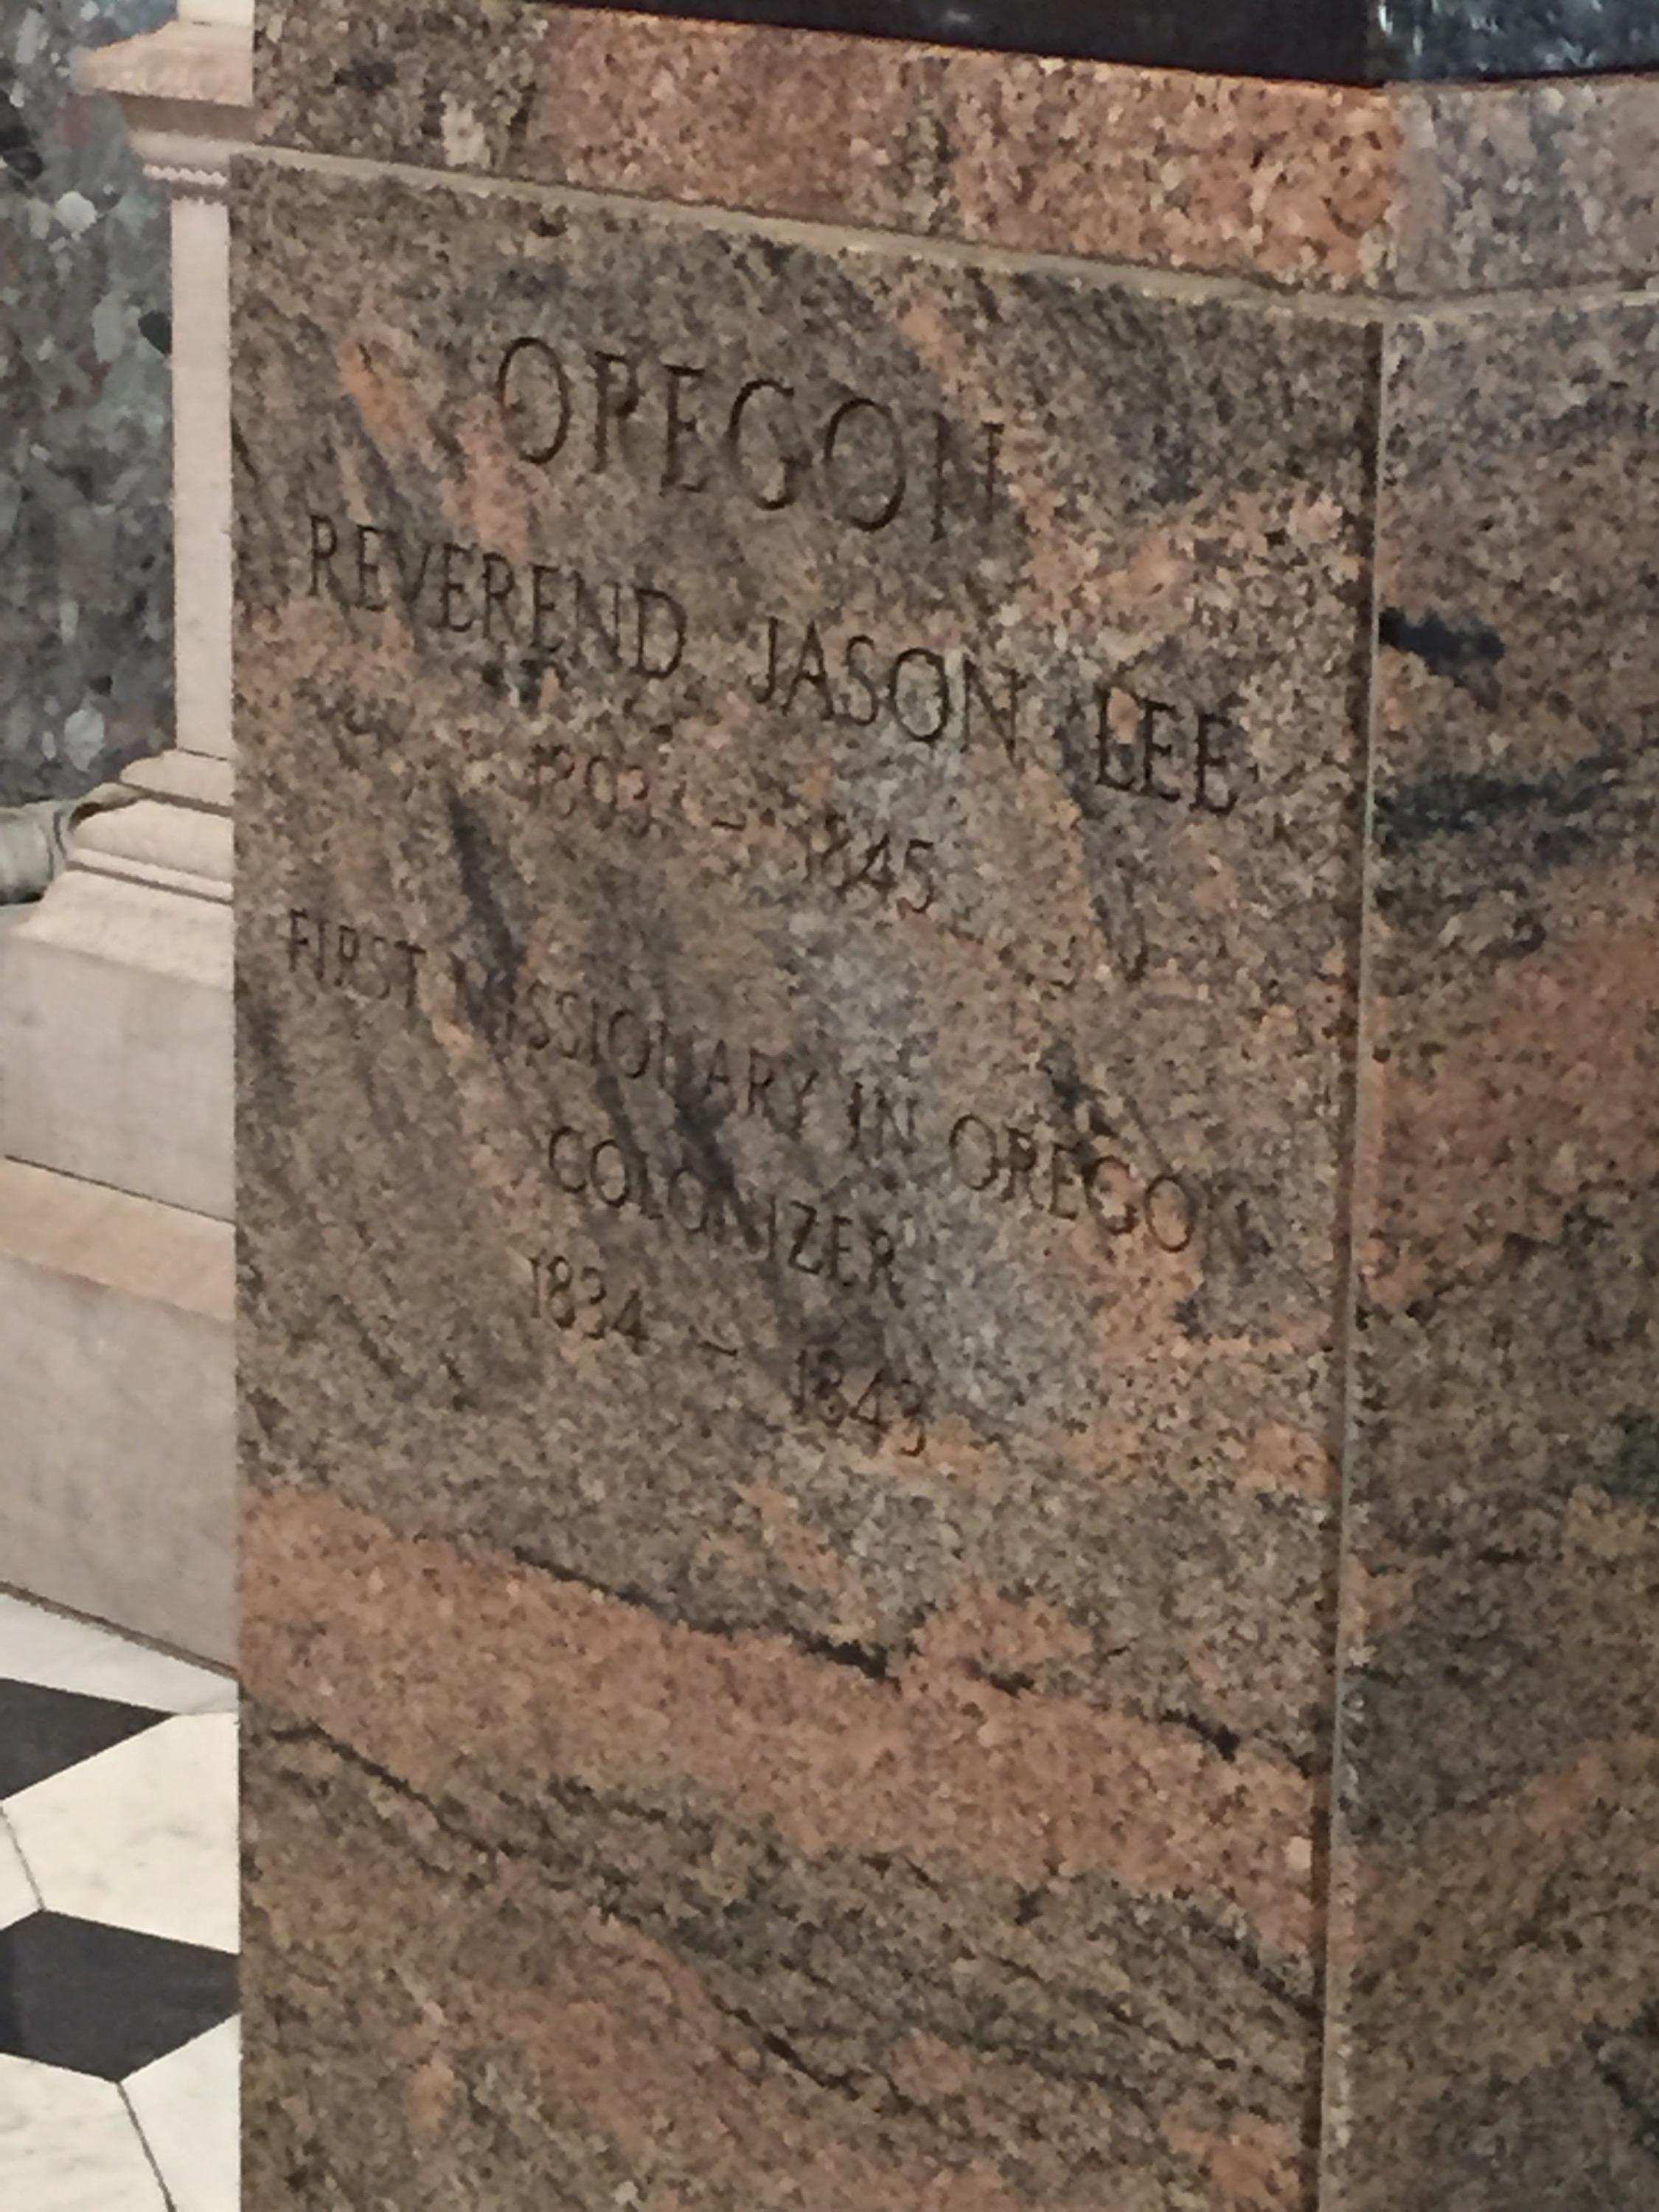 OREGON
REVEREND JASON LEE
1803 - 1845
FIRST MISSIONARY IN OREGON
COLONIZER
1834 - 1843